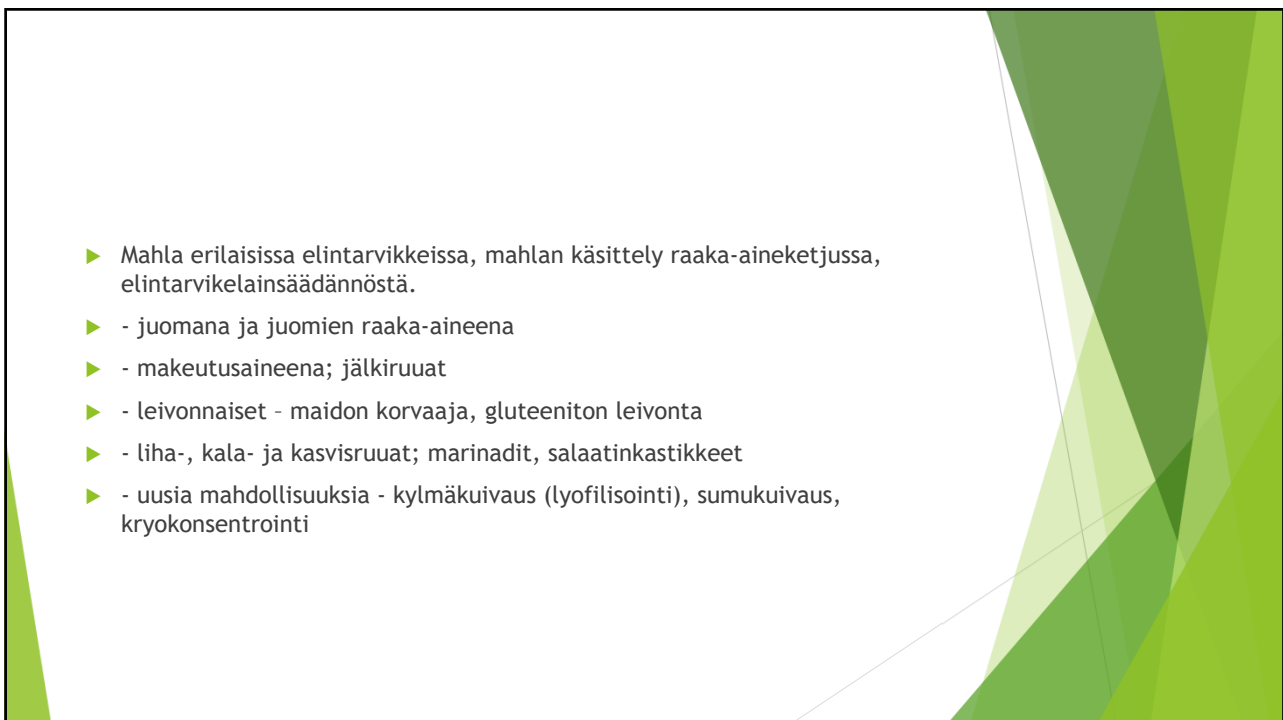 Mahla erilaisissa elintarvikkeissa, mahlan käsittely raaka-aineketjussa,
elintarvikelainsäädännöstä.
- juomana ja juomien raaka-aineena
- makeutusaineena; jälkiruuat
- leivonnaiset – maidon korvaaja, gluteeniton leivonta
- liha-, kala- ja kasvisruuat; marinadit, salaatinkastikkeet
- uusia mahdollisuuksia - kylmäkuivaus (lyofilisointi), sumukuivaus,
kryokonsentrointi